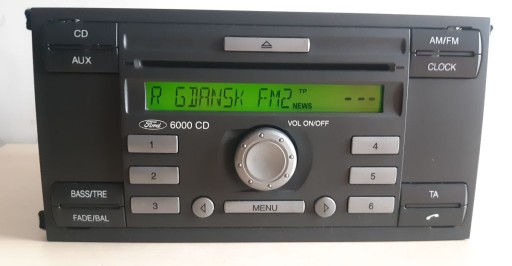 CD
AM/FM
AUX
CLOCK
R GDANSK FM2 TP NEWS ---
Ford 6000 CD
VOL ON/OFF
1
4
2
5
BASS/TRE
TA
3
MENU
6
FADE/BAL